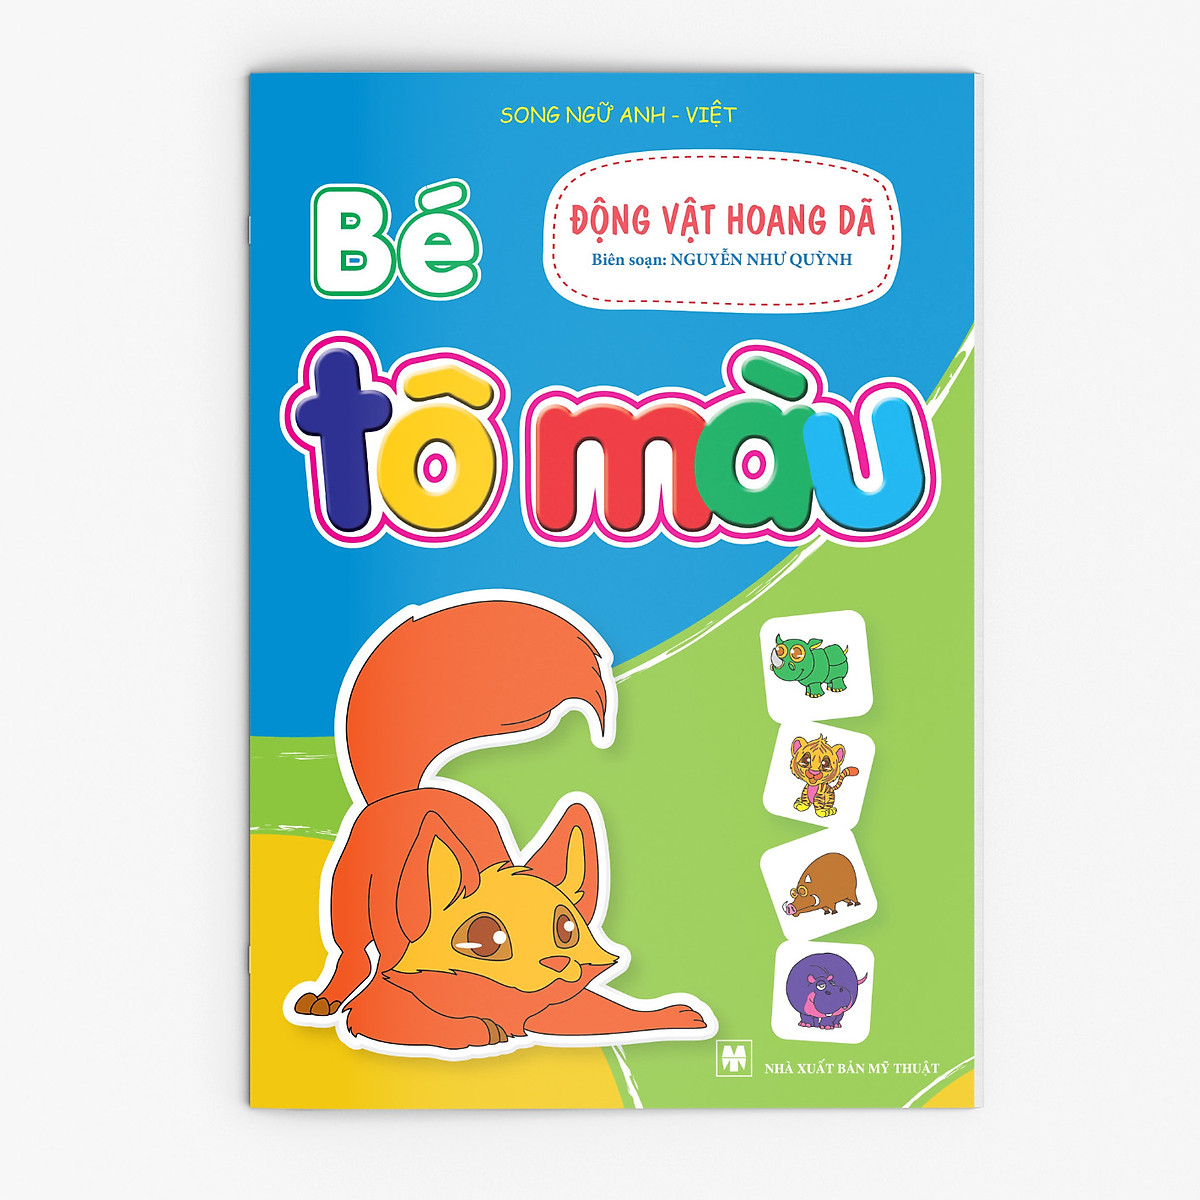 SONG NGỮ ANH - VIỆT
Bé
ĐỘNG VẬT HOANG DÃ
Biên soạn: NGUYỄN NHƯ QUỲNH
tô màu
NHÀ XUẤT BẢN MỸ THUẬT